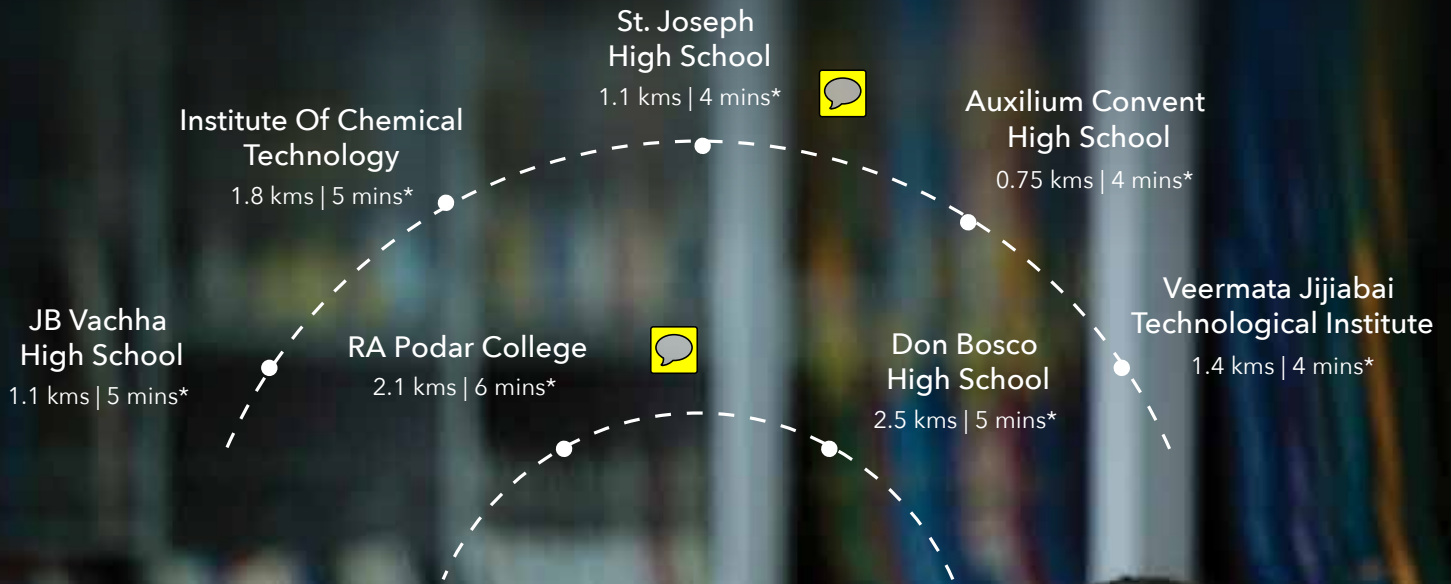 St. Joseph
High School
1.1 kms | 4 mins*
Institute Of Chemical
Technology
1.8 kms | 5 mins*
Auxilium Convent
High School
0.75 kms | 4 mins*
JB Vachha
High School
1.1 kms | 5 mins*
RA Podar College
2.1 kms | 6 mins*
Don Bosco
High School
2.5 kms | 5 mins*
Veermata Jijiabai
Technological Institute
1.4 kms | 4 mins*